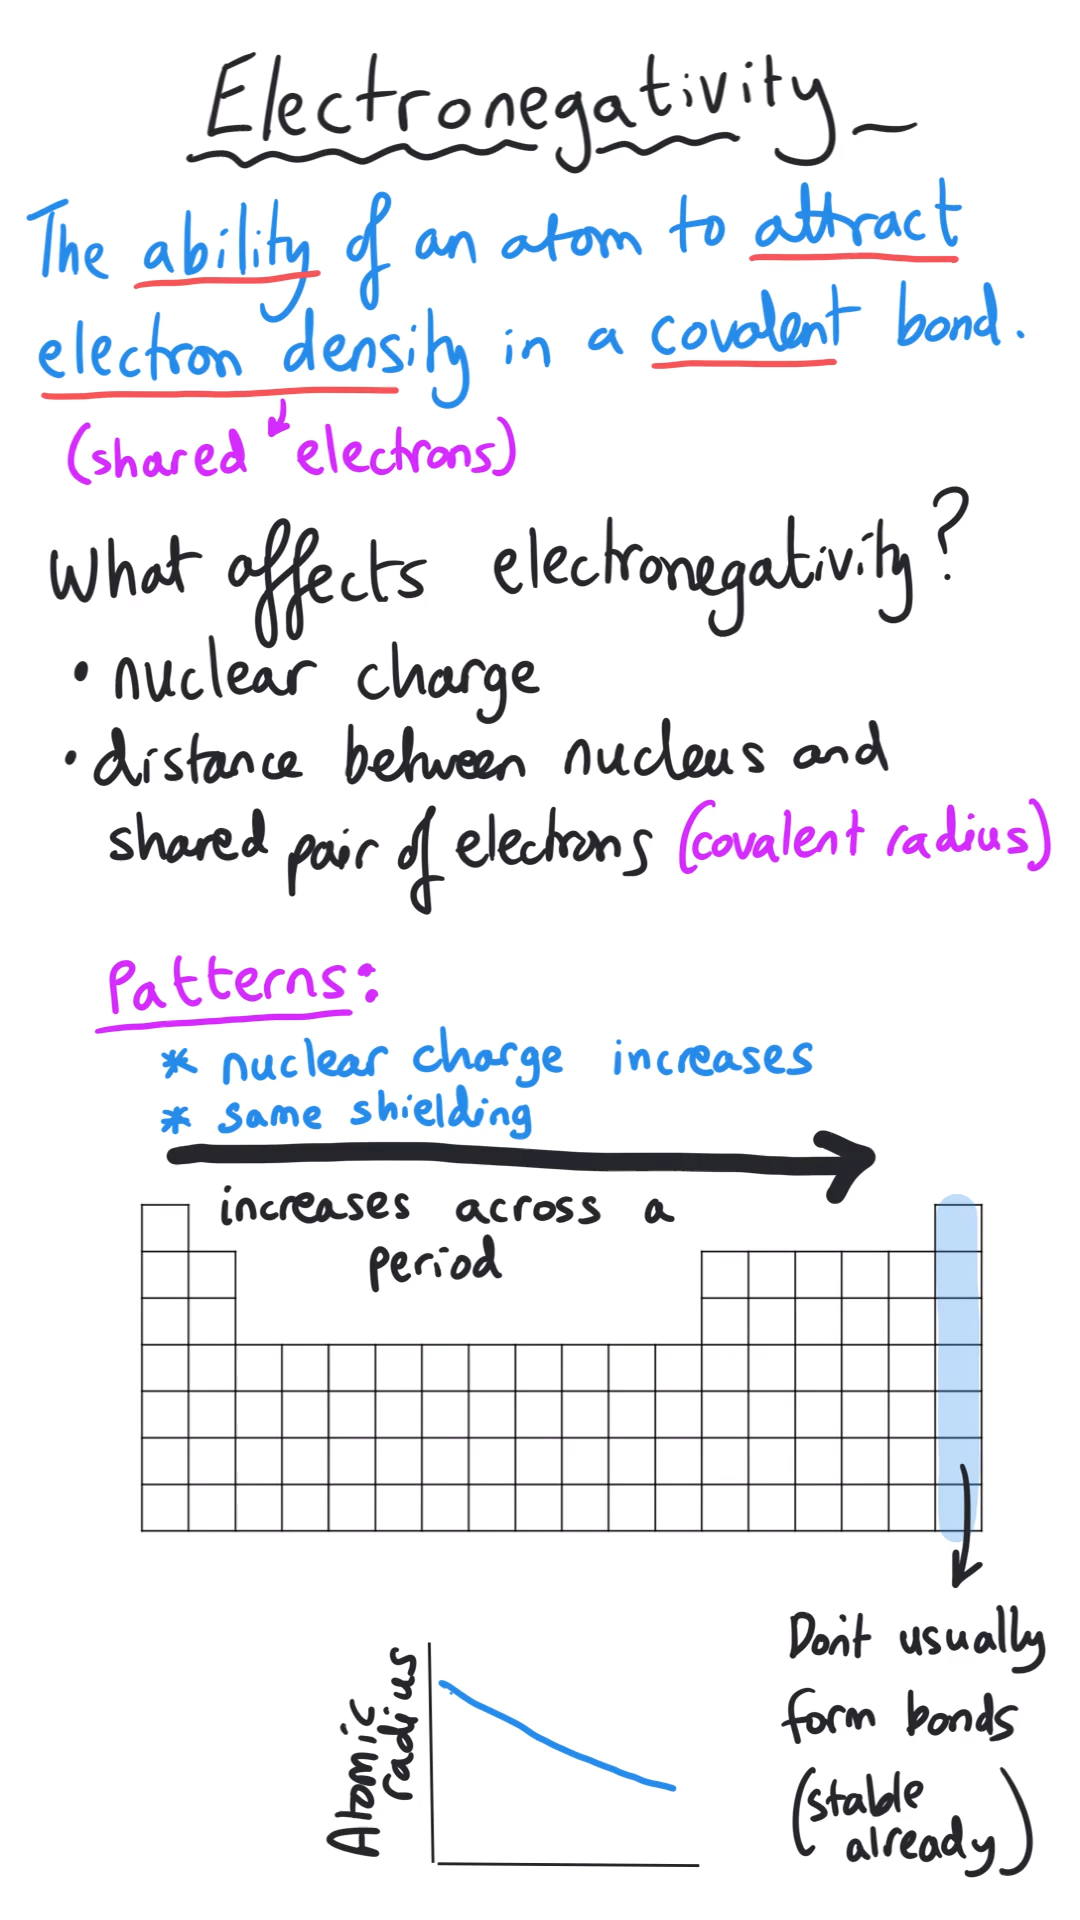 Electronegativity
The ability of an atom to attract
electron density in a covalent bond.
(shared electrons)
What affects electronegativity?
• nuclear charge
• distance between nucleus and
shared pair of electrons (covalent radius)
Patterns:
* nuclear charge increases
* same shielding
increases across a
period
Don't usually
form bonds
(stable
already)
Atomic
radius